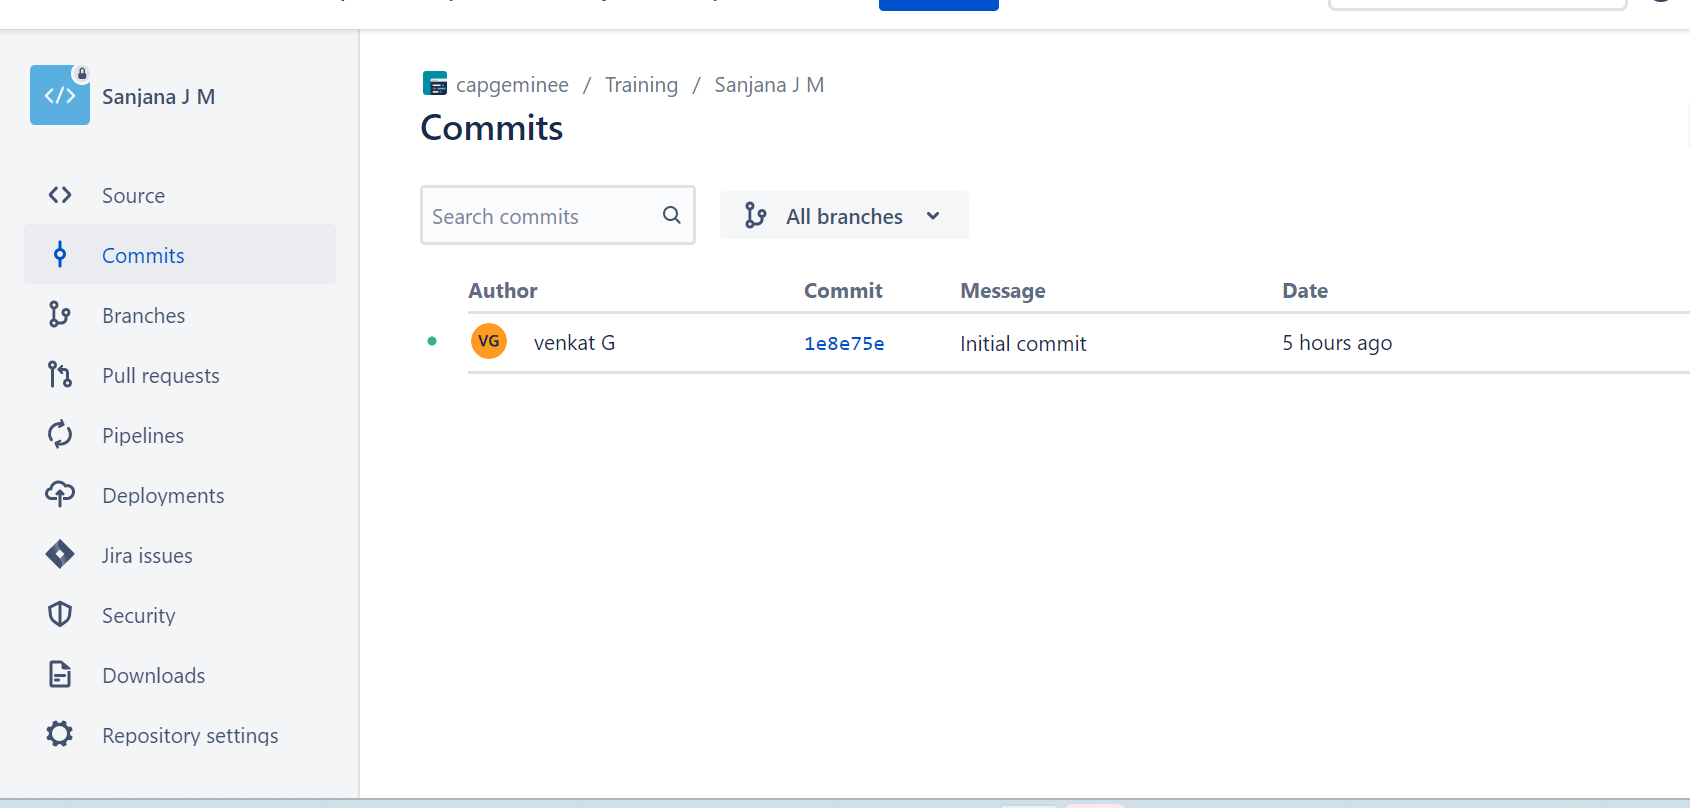 Sanjana J M
Source
Commits
Branches
Pull requests
Pipelines
Deployments
Jira issues
Security
Downloads
Repository settings
capgeminee / Training / Sanjana J M
Commits
Search commits
All branches
Author Commit Message Date
VG venkat G 1e8e75e Initial commit 5 hours ago